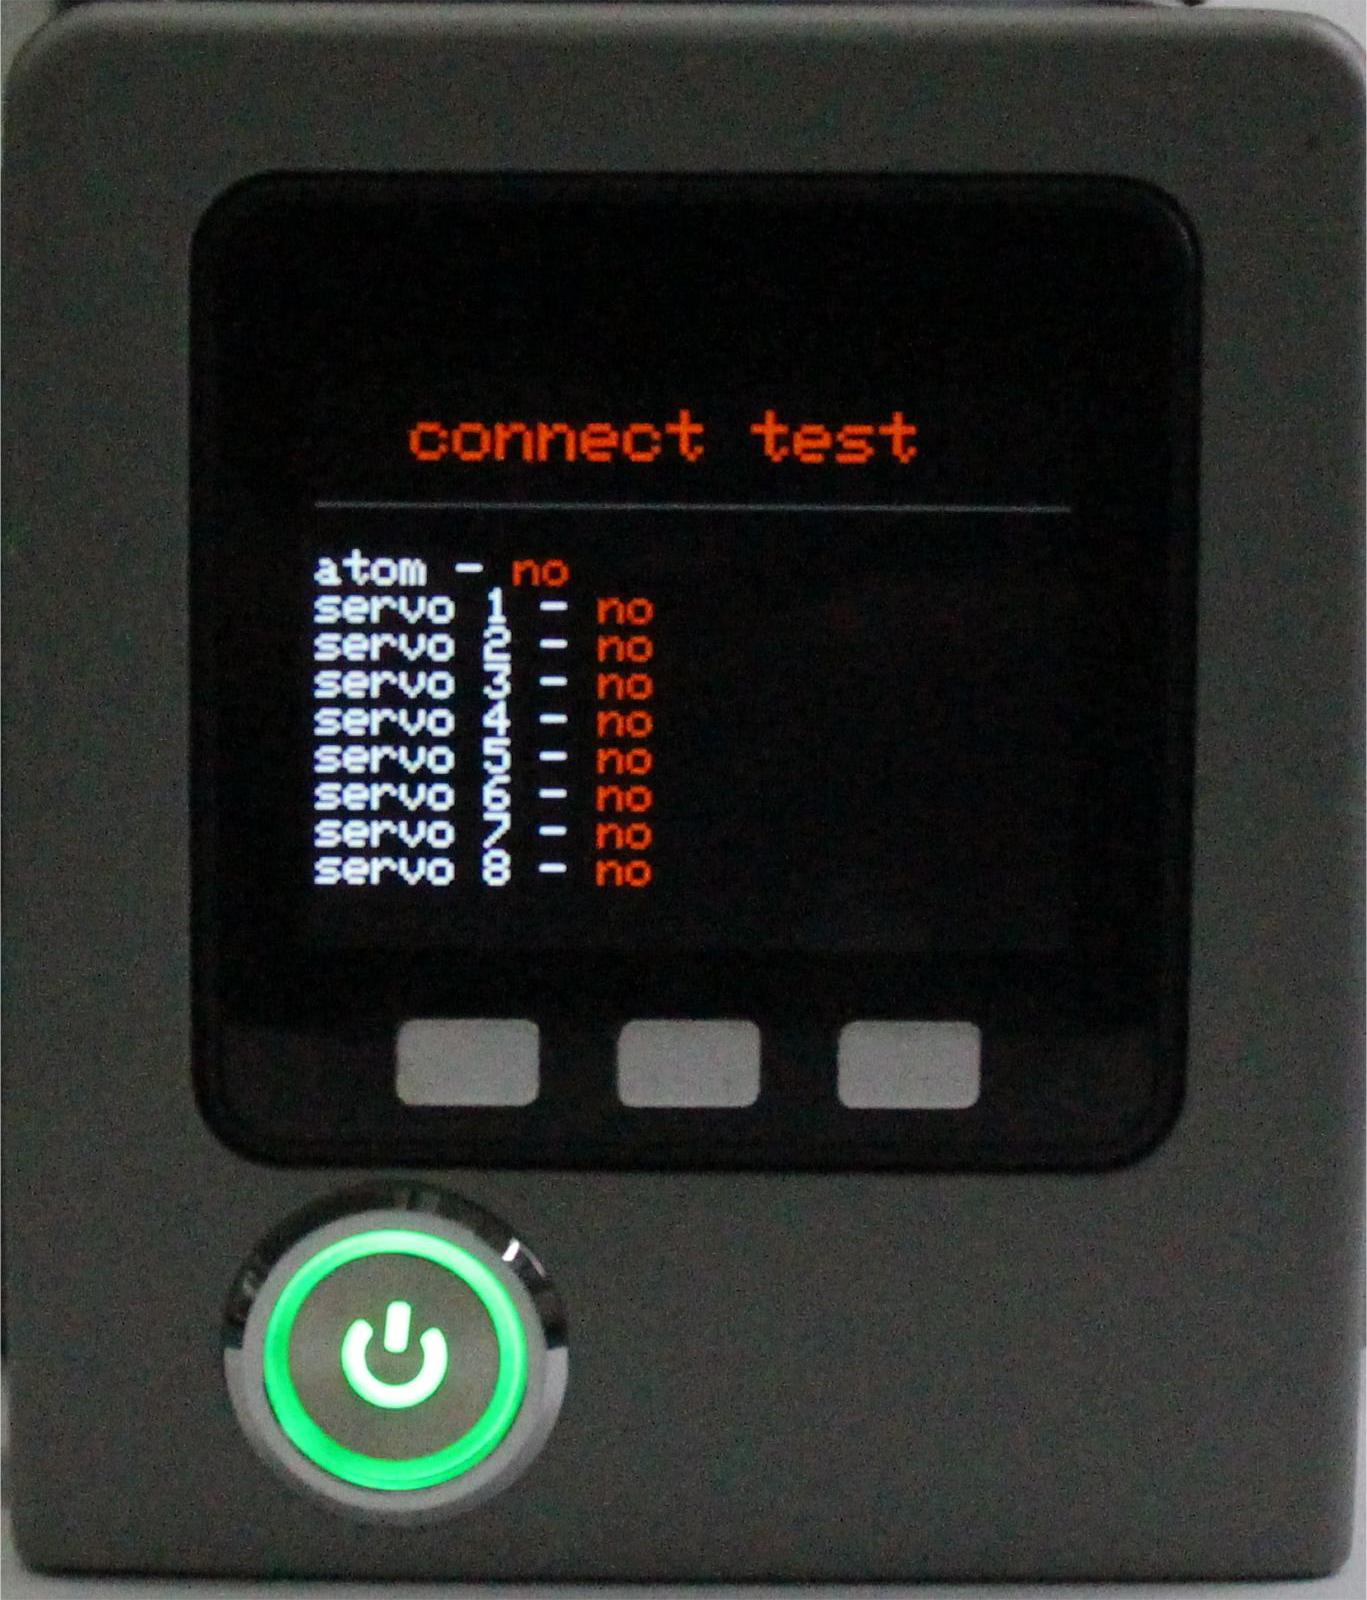 connect test
atom - no
servo 1 - no
servo 2 - no
servo 3 - no
servo 4 - no
servo 5 - no
servo 6 - no
servo 7 - no
servo 8 - no